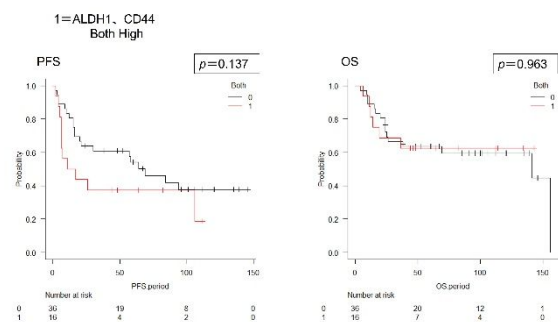 1=ALDH1、CD44
Both High
PFS
p=0.137
Both
0
1
1.0
0.8
0.6
0.4
0.2
0.0
Probability
0 50 100 150
PFS.period
Number at risk
0 36 19 8 0
1 16 4 2 0
OS
p=0.963
Both
0
1
1.0
0.8
0.6
0.4
0.2
0.0
Probability
0 50 100 150
OS.period
Number at risk
0 36 20 12 1
1 16 7 4 0